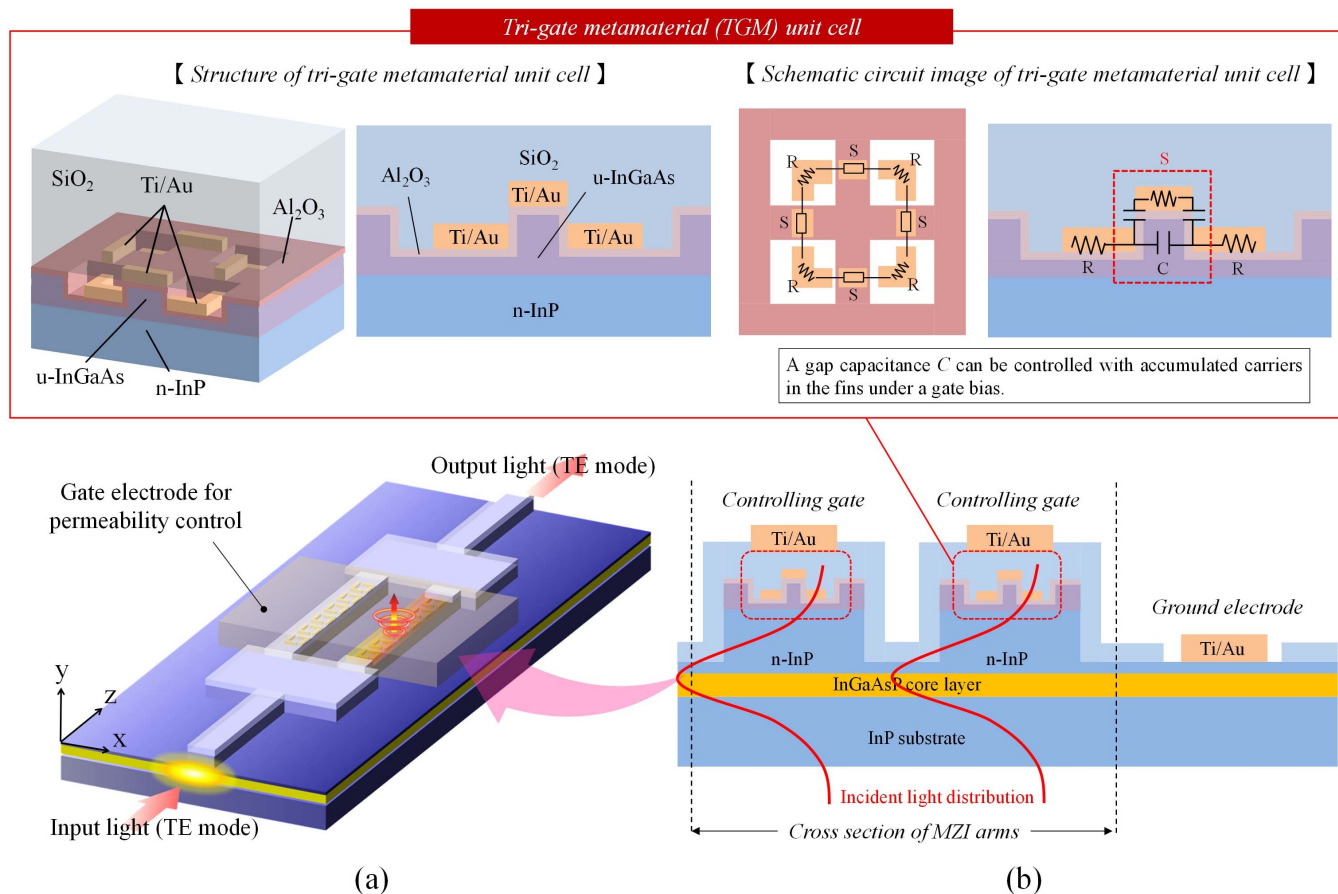 Tri-gate metamaterial (TGM) unit cell
【 Structure of tri-gate metamaterial unit cell 】
【 Schematic circuit image of tri-gate metamaterial unit cell 】
SiO₂
Ti/Au
Al₂O₃
u-InGaAs
n-InP
SiO₂
Al₂O₃
u-InGaAs
Ti/Au
Ti/Au
Ti/Au
n-InP
R
S
R
S
S
R
S
R
S
R
C
R
A gap capacitance C can be controlled with accumulated carriers
in the fins under a gate bias.
Output light (TE mode)
Gate electrode for
permeability control
y
z
x
Input light (TE mode)
(a)
Controlling gate
Controlling gate
Ti/Au
Ti/Au
Ground electrode
Ti/Au
n-InP
n-InP
InGaAsP core layer
InP substrate
Incident light distribution
Cross section of MZI arms
(b)